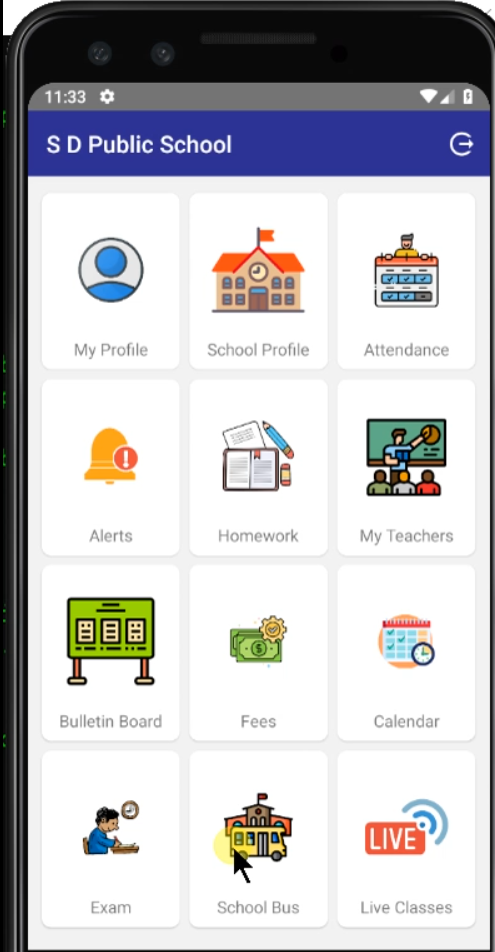 11:33
S D Public School
My Profile
School Profile
Attendance
Alerts
Homework
My Teachers
Bulletin Board
Fees
Calendar
Exam
School Bus
LIVE
Live Classes